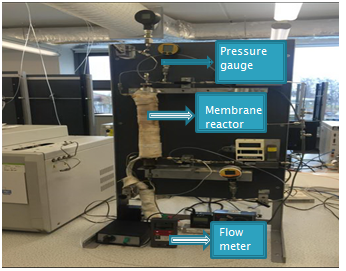 Pressure
gauge
Membrane
reactor
Flow
meter